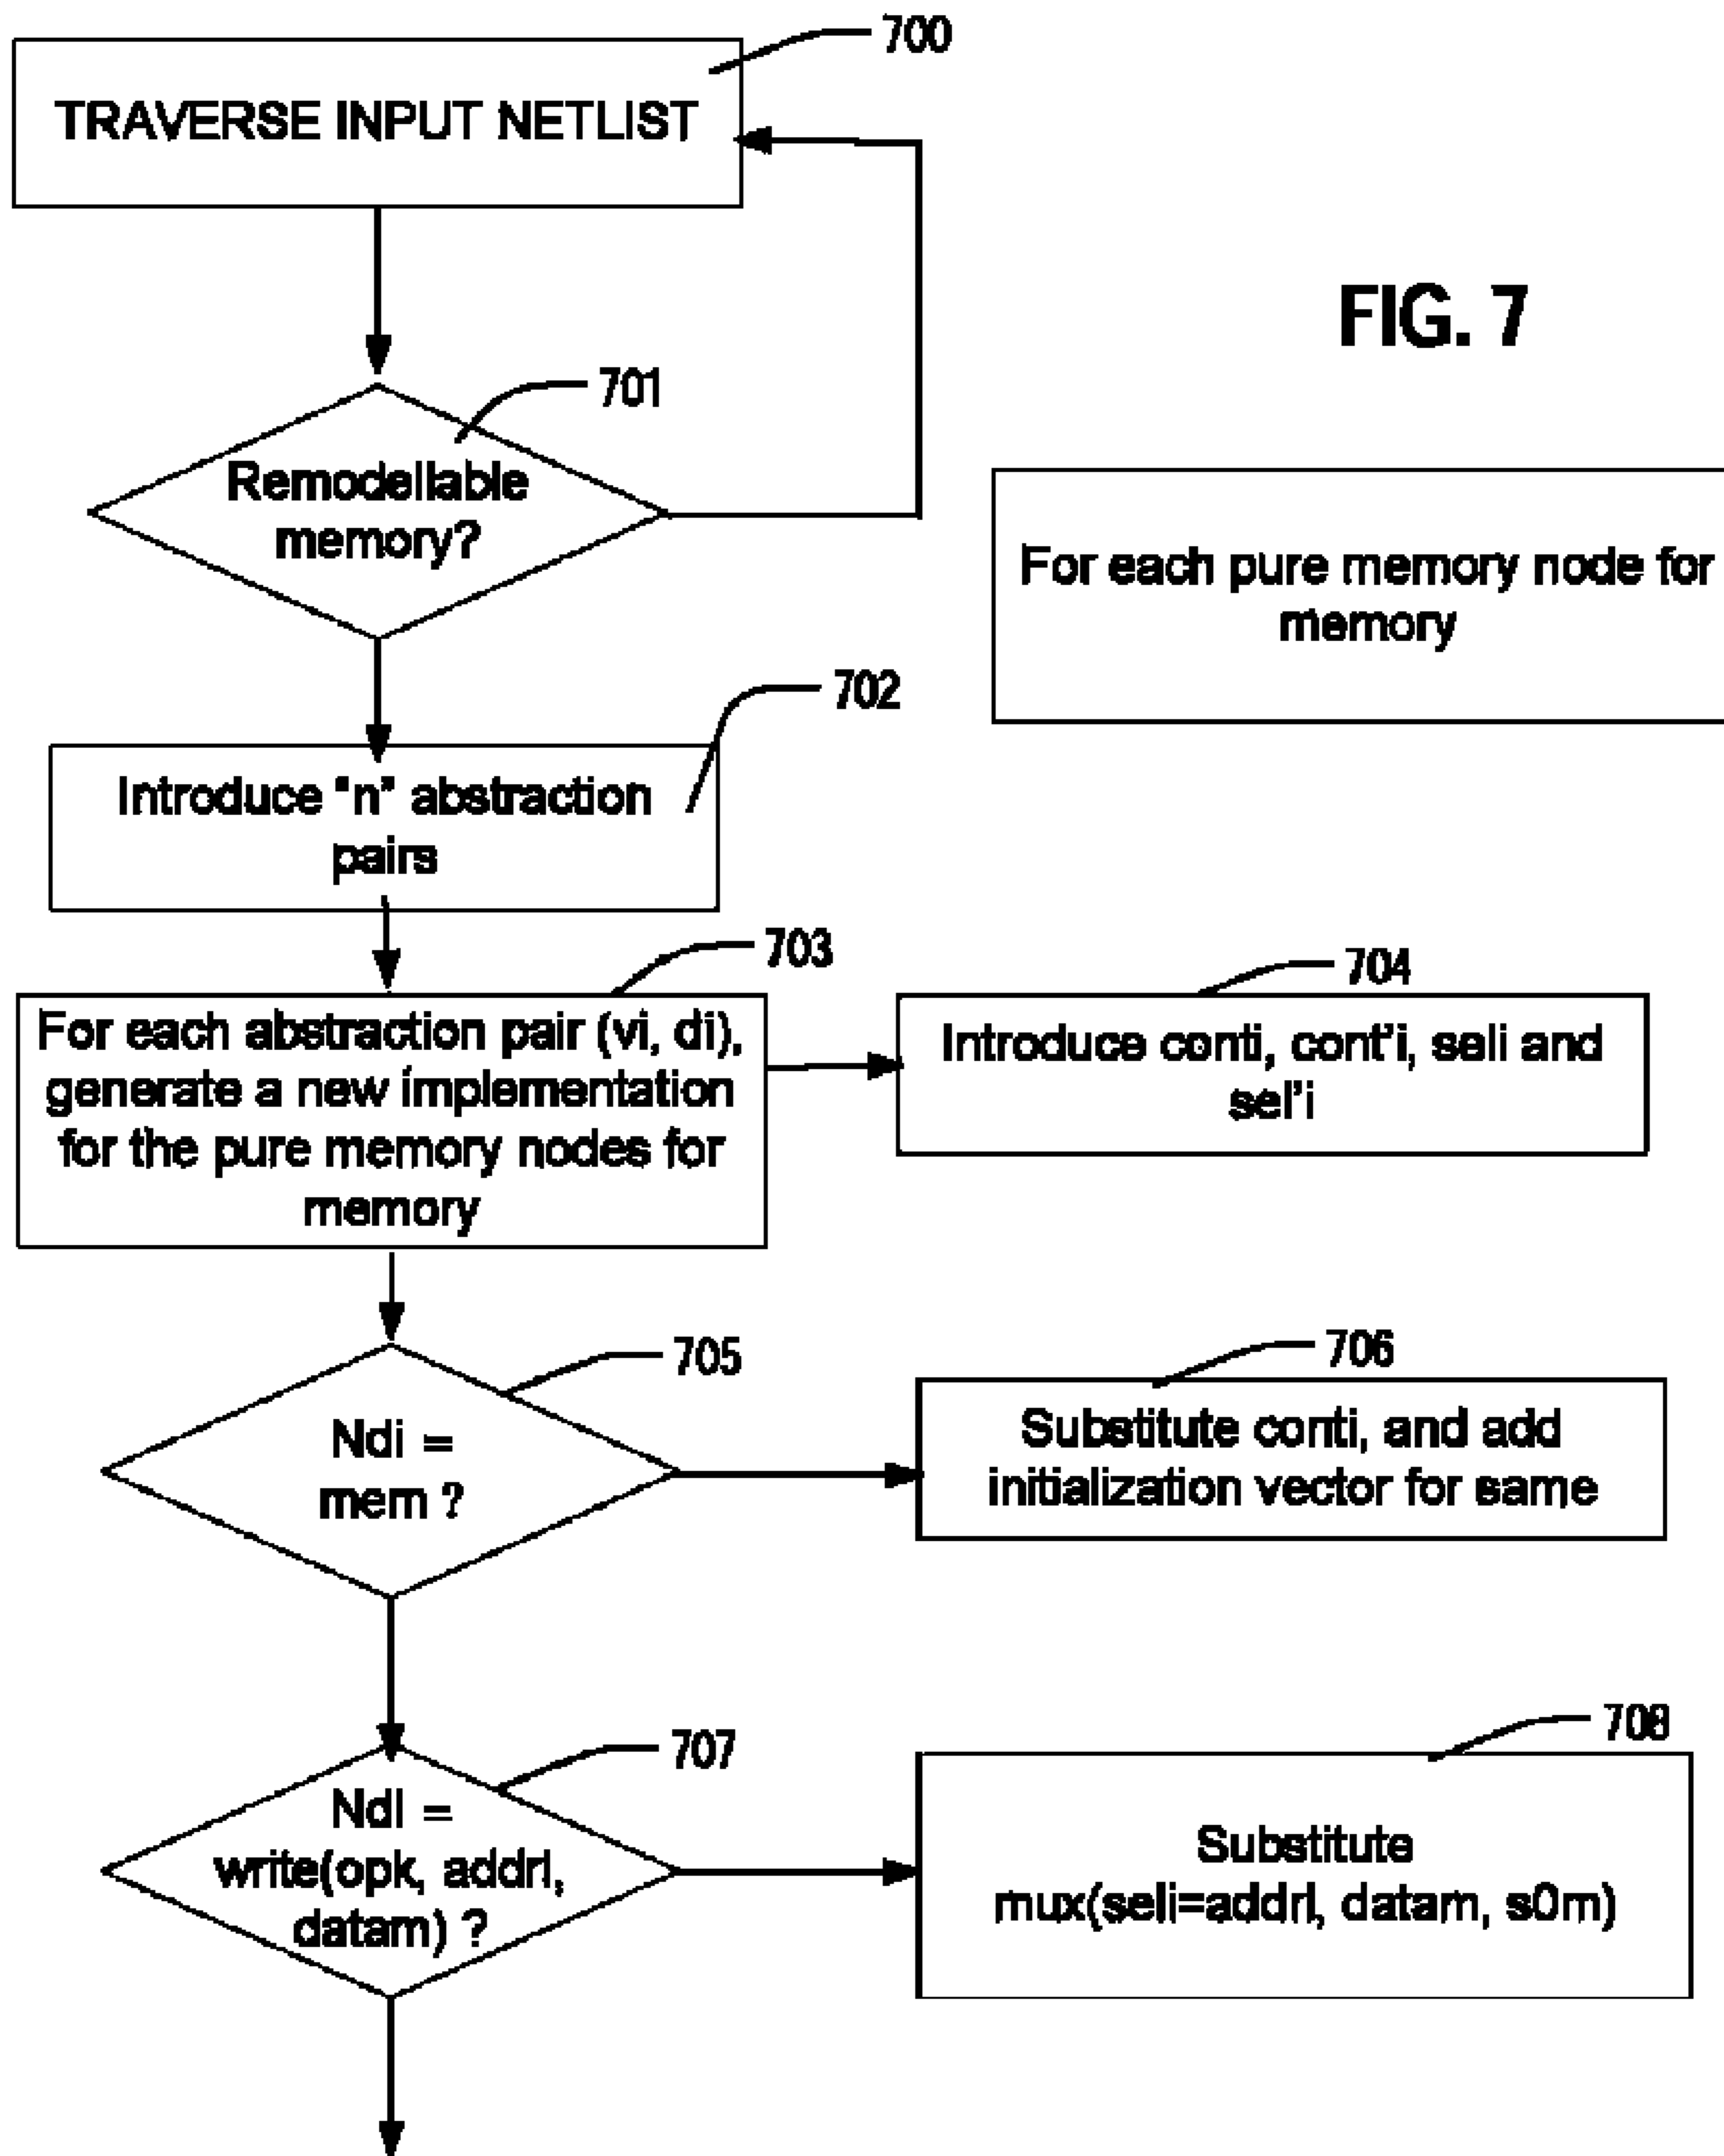 700
TRAVERSE INPUT NETLIST
FIG. 7
701
Remodellable
memory?
For each pure memory node for
memory
702
Introduce "n" abstraction
pairs
703
For each abstraction pair (vi, di),
generate a new implementation
for the pure memory nodes for
memory
704
Introduce conti, cont'i, seli and
sel'i
705
Ndi =
mem ?
706
Substitute conti, and add
initialization vector for same
707
Ndi =
write(opk, addrl,
datam) ?
708
Substitute
mux(seli=addrl, datam, s0m)